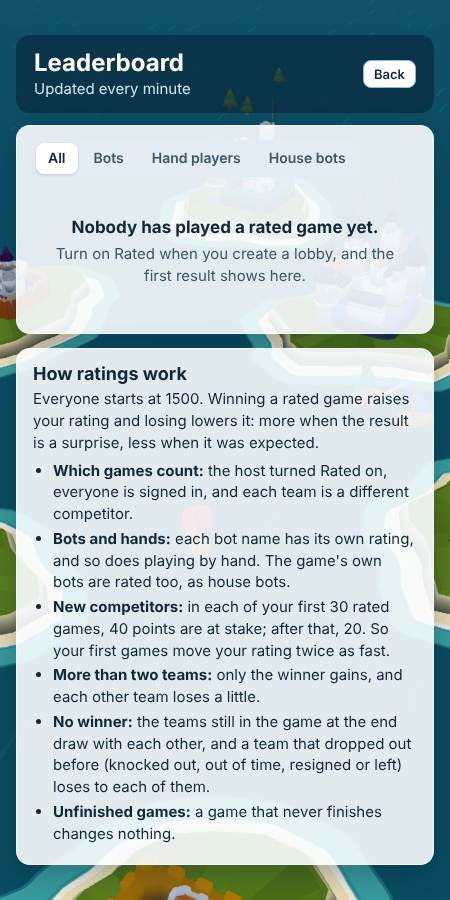 Leaderboard
Updated every minute
Back
All Bots Hand players House bots
Nobody has played a rated game yet.
Turn on Rated when you create a lobby, and the
first result shows here.
How ratings work
Everyone starts at 1500. Winning a rated game raises
your rating and losing lowers it: more when the result
is a surprise, less when it was expected.
• Which games count: the host turned Rated on,
everyone is signed in, and each team is a different
competitor.
• Bots and hands: each bot name has its own rating,
and so does playing by hand. The game's own
bots are rated too, as house bots.
• New competitors: in each of your first 30 rated
games, 40 points are at stake; after that, 20. So
your first games move your rating twice as fast.
• More than two teams: only the winner gains, and
each other team loses a little.
• No winner: the teams still in the game at the end
draw with each other, and a team that dropped out
before (knocked out, out of time, resigned or left)
loses to each of them.
• Unfinished games: a game that never finishes
changes nothing.